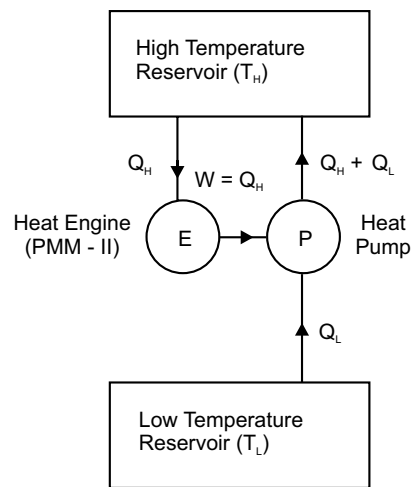 High Temperature
Reservoir (T_H)
Q_H
W = Q_H
Q_H + Q_L
Heat Engine
(PMM - II)
E
P
Heat
Pump
Q_L
Low Temperature
Reservoir (T_L)